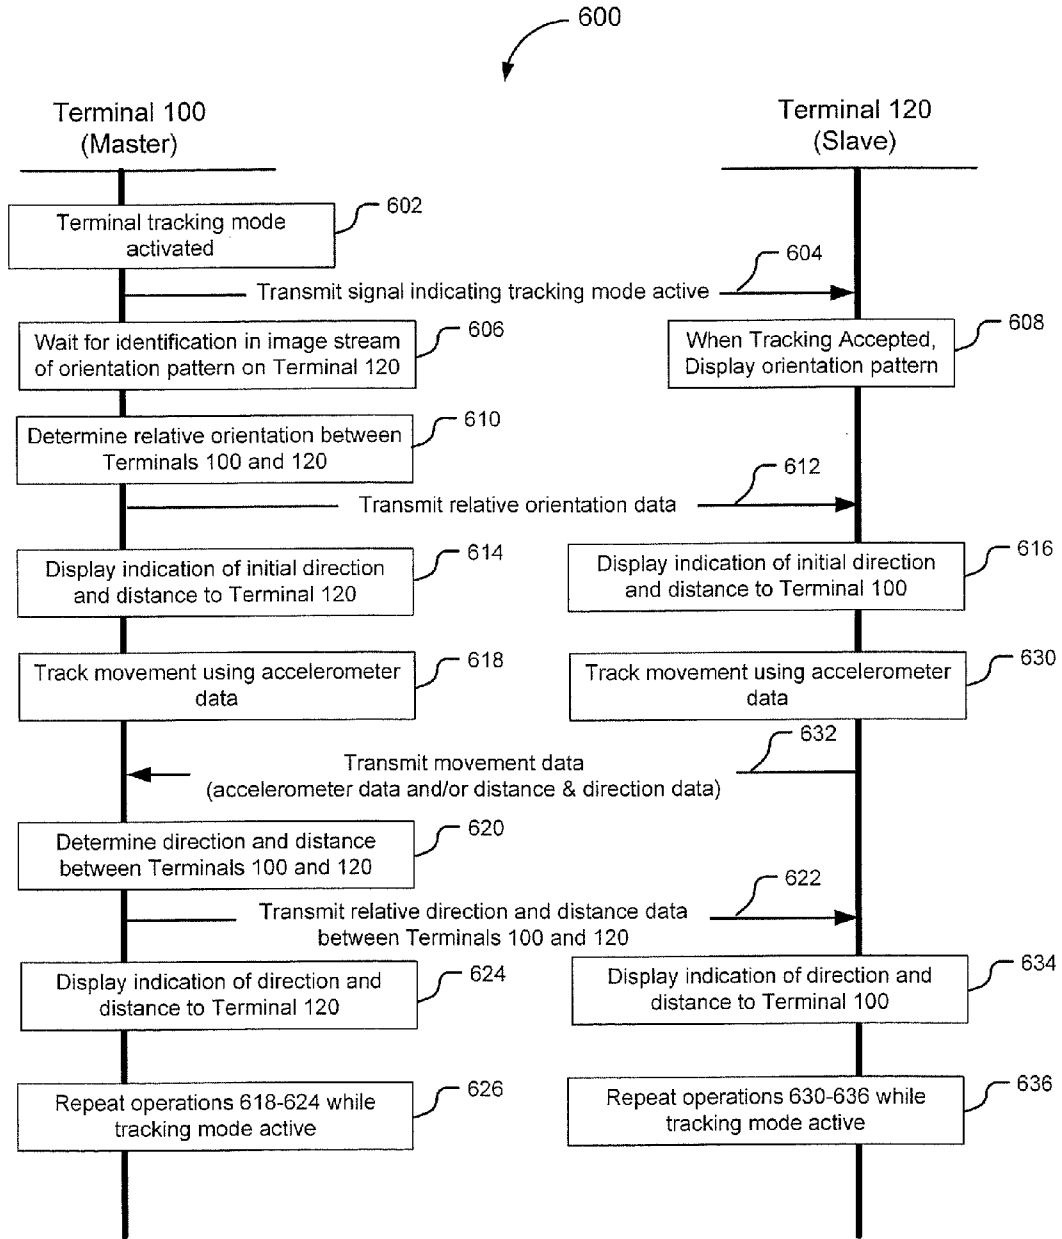 600
Terminal 100
(Master)
Terminal 120
(Slave)
Terminal tracking mode
activated
602
604
Transmit signal indicating tracking mode active
Wait for identification in image stream
of orientation pattern on Terminal 120
606
When Tracking Accepted,
Display orientation pattern
608
Determine relative orientation between
Terminals 100 and 120
610
612
Transmit relative orientation data
Display indication of initial direction
and distance to Terminal 120
614
Display indication of initial direction
and distance to Terminal 100
616
Track movement using accelerometer
data
618
Track movement using accelerometer
data
630
632
Transmit movement data
(accelerometer data and/or distance & direction data)
Determine direction and distance
between Terminals 100 and 120
620
622
Transmit relative direction and distance data
between Terminals 100 and 120
Display indication of direction and
distance to Terminal 120
624
Display indication of direction and
distance to Terminal 100
634
Repeat operations 618-624 while
tracking mode active
626
Repeat operations 630-636 while
tracking mode active
636